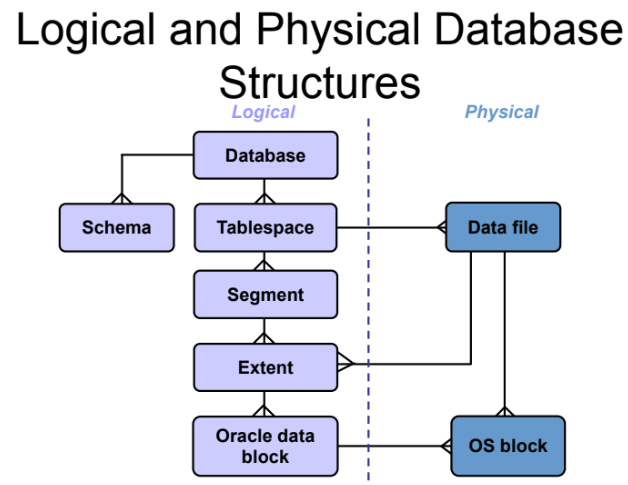 Logical and Physical Database
Structures
Logical
Physical
Database
Schema
Tablespace
Data file
Segment
Extent
Oracle data
block
OS block